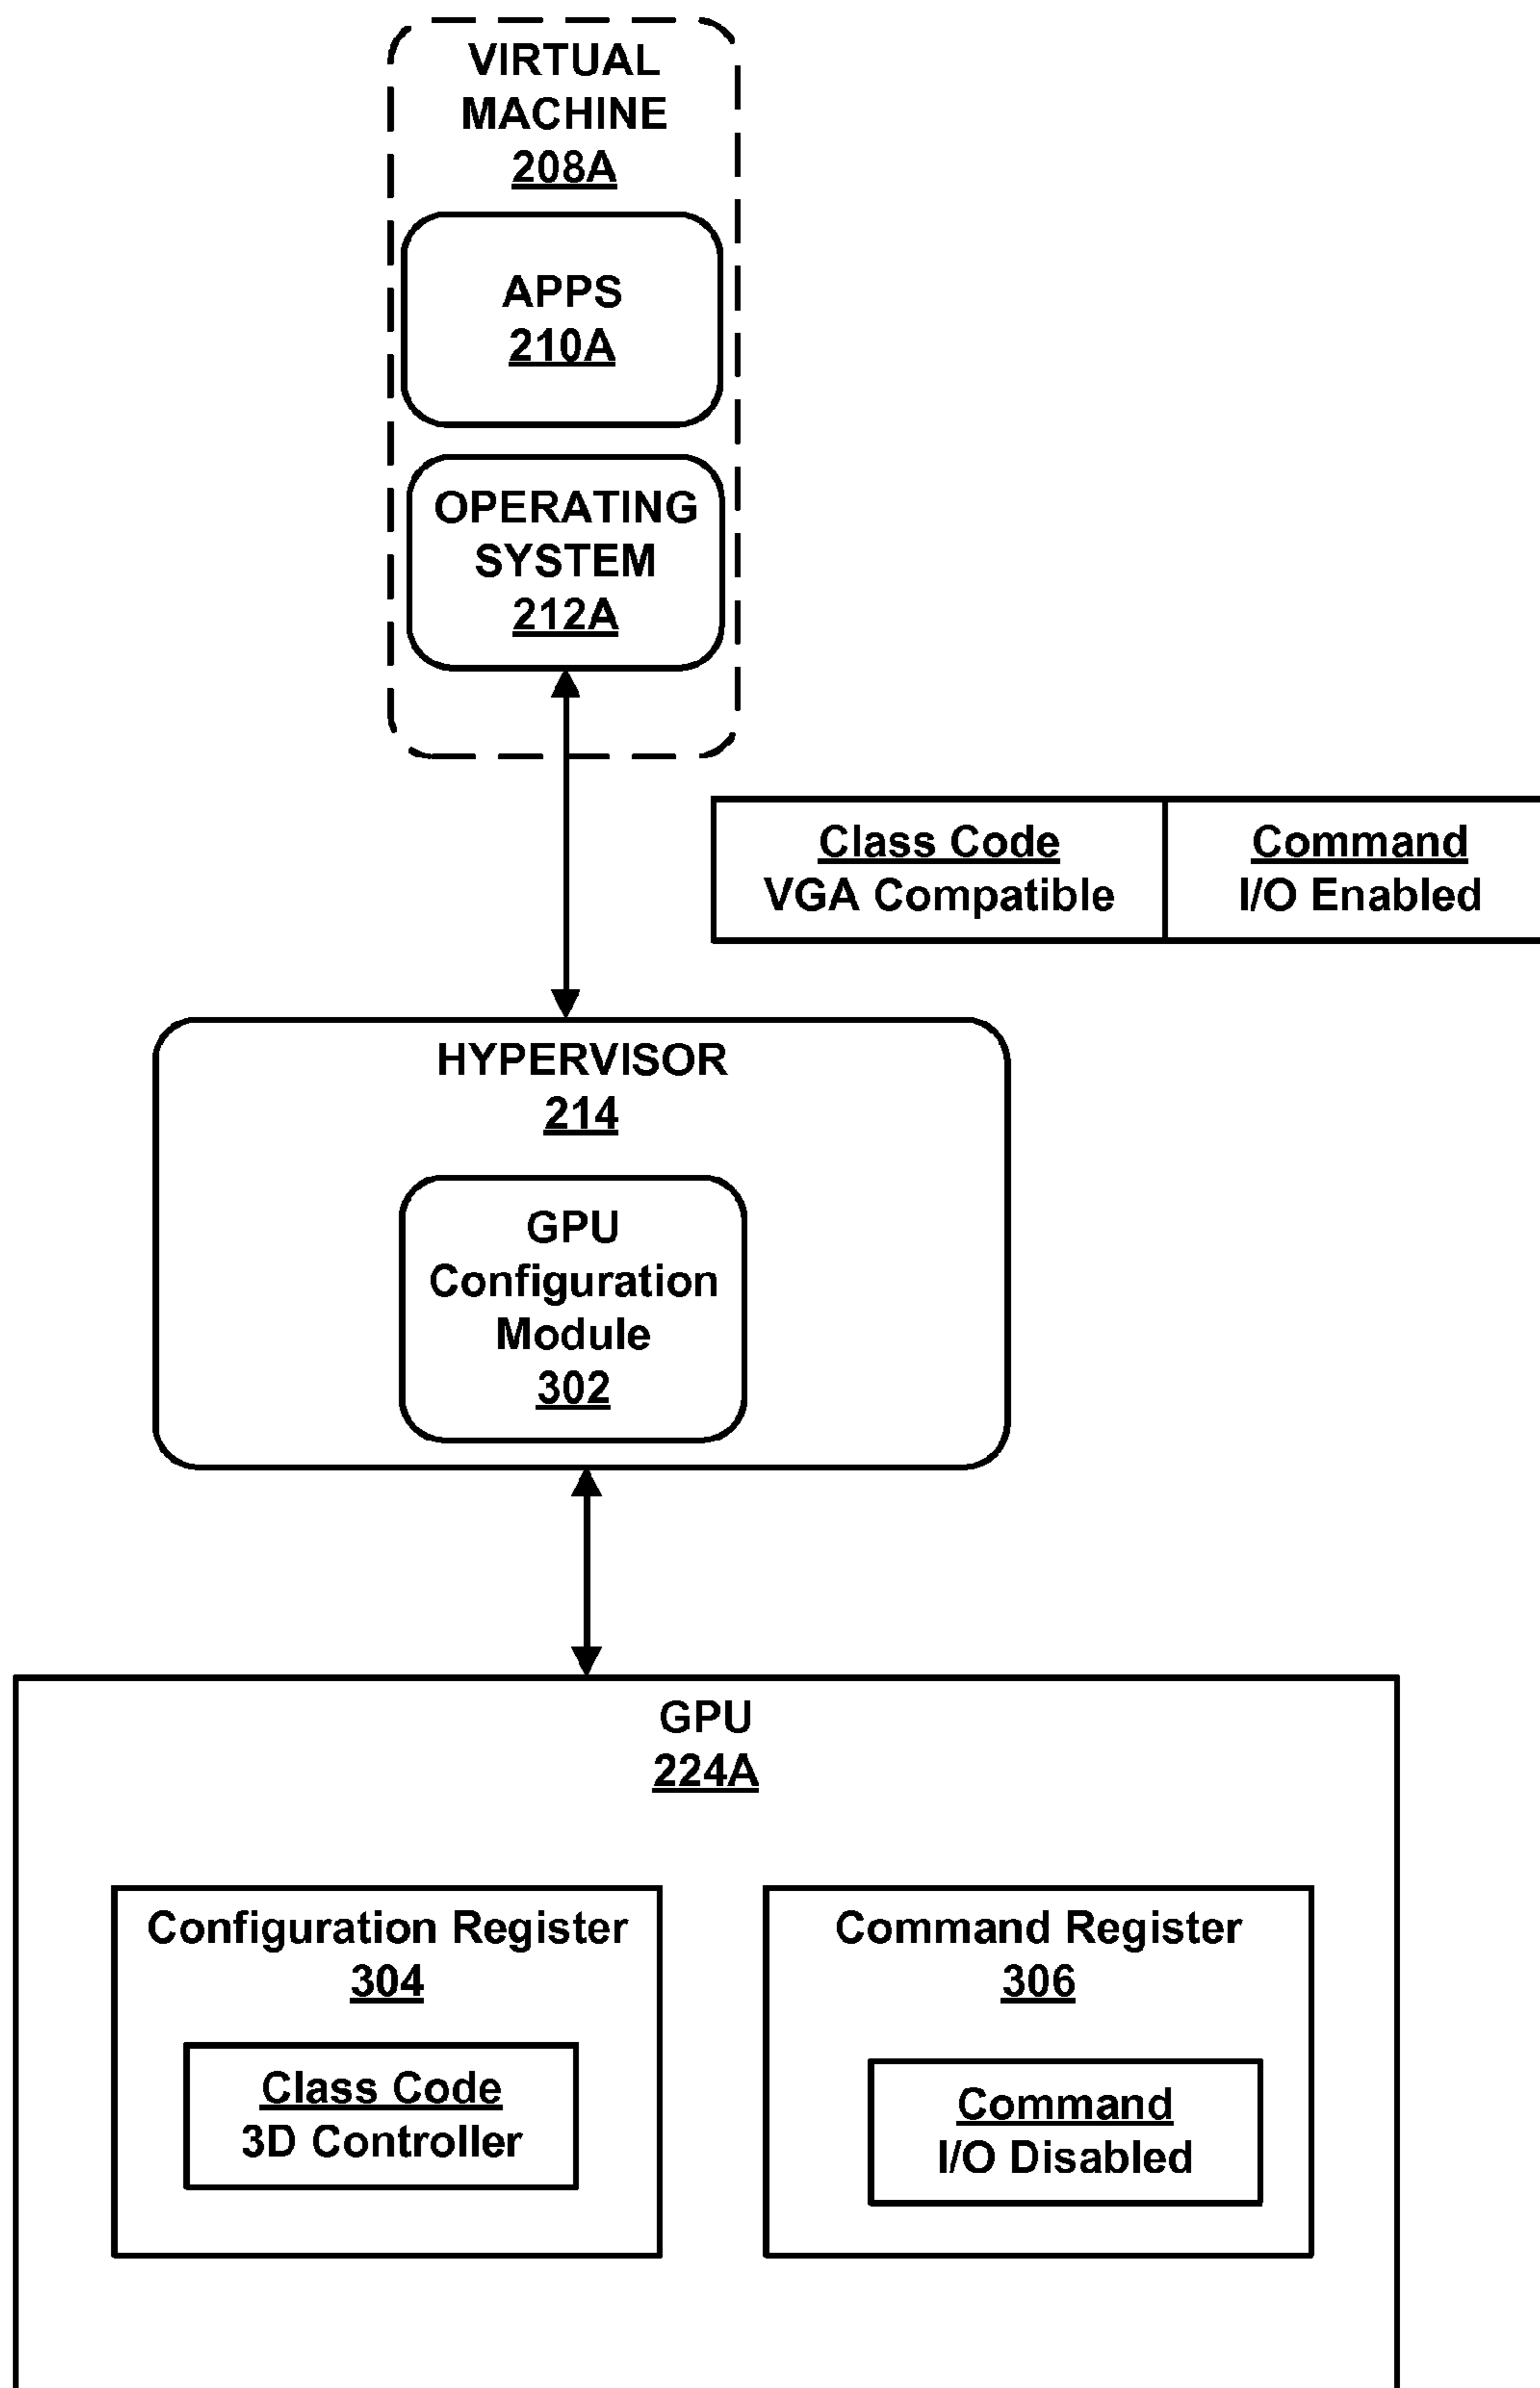 VIRTUAL
MACHINE
208A
APPS
210A
OPERATING
SYSTEM
212A
Class Code
VGA Compatible
Command
I/O Enabled
HYPERVISOR
214
GPU
Configuration
Module
302
GPU
224A
Configuration Register
304
Class Code
3D Controller
Command Register
306
Command
I/O Disabled